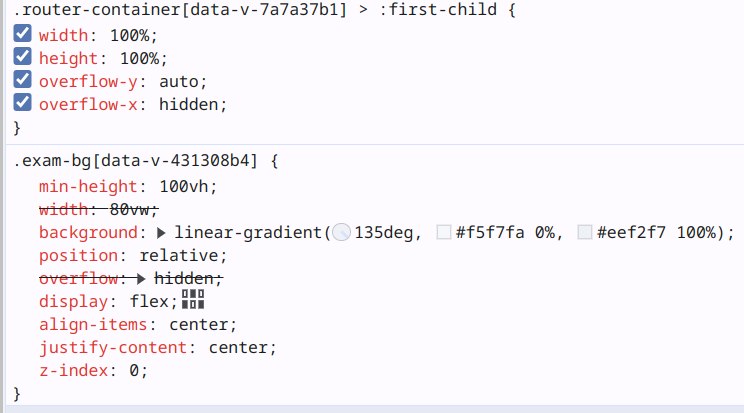 .router-container[data-v-7a7a37b1] > :first-child {
width: 100%;
height: 100%;
overflow-y: auto;
overflow-x: hidden;
}
.exam-bg[data-v-431308b4] {
min-height: 100vh;
width: 80vw;
background: linear-gradient(135deg, #f5f7fa 0%, #eef2f7 100%);
position: relative;
overflow: hidden;
display: flex;
align-items: center;
justify-content: center;
z-index: 0;
}